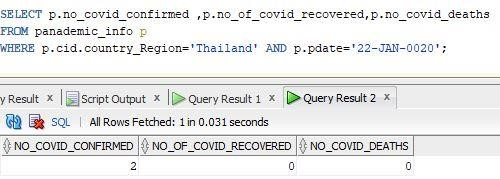 SELECT p.no_covid_confirmed ,p.no_of_covid_recovered,p.no_covid_deaths
FROM panademic_info p
WHERE p.cid.country_Region='Thailand' AND p.pdate='22-JAN-0020';
y Result x Script Output x Query Result 1 x Query Result 2 x
SQL | All Rows Fetched: 1 in 0.031 seconds
NO_COVID_CONFIRMED NO_OF_COVID_RECOVERED NO_COVID_DEATHS
2 0 0